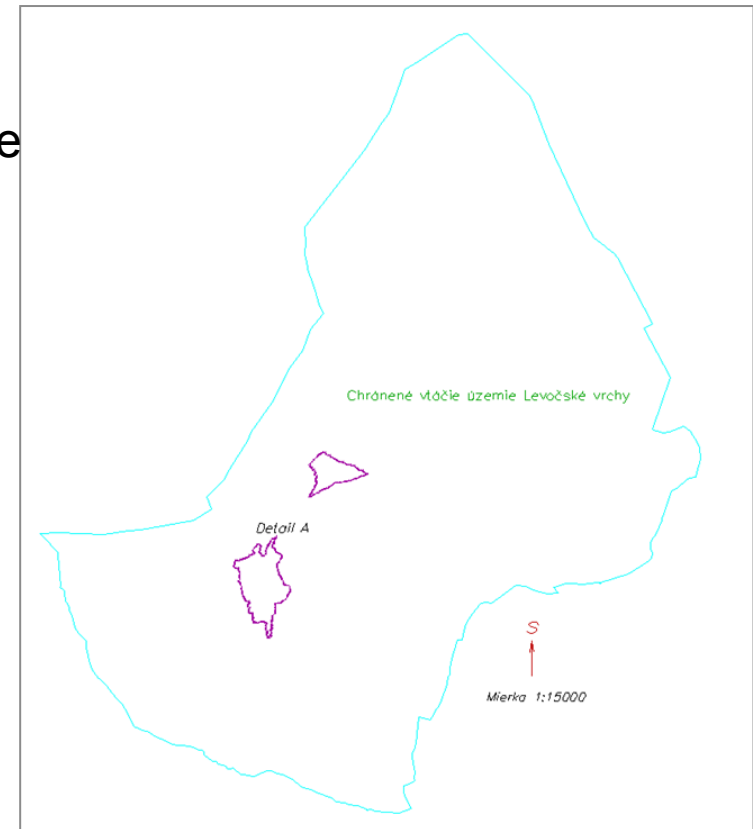 e
Chránené vtáčie územie Levočské vrchy
Detail A
S
Mierka 1:15000